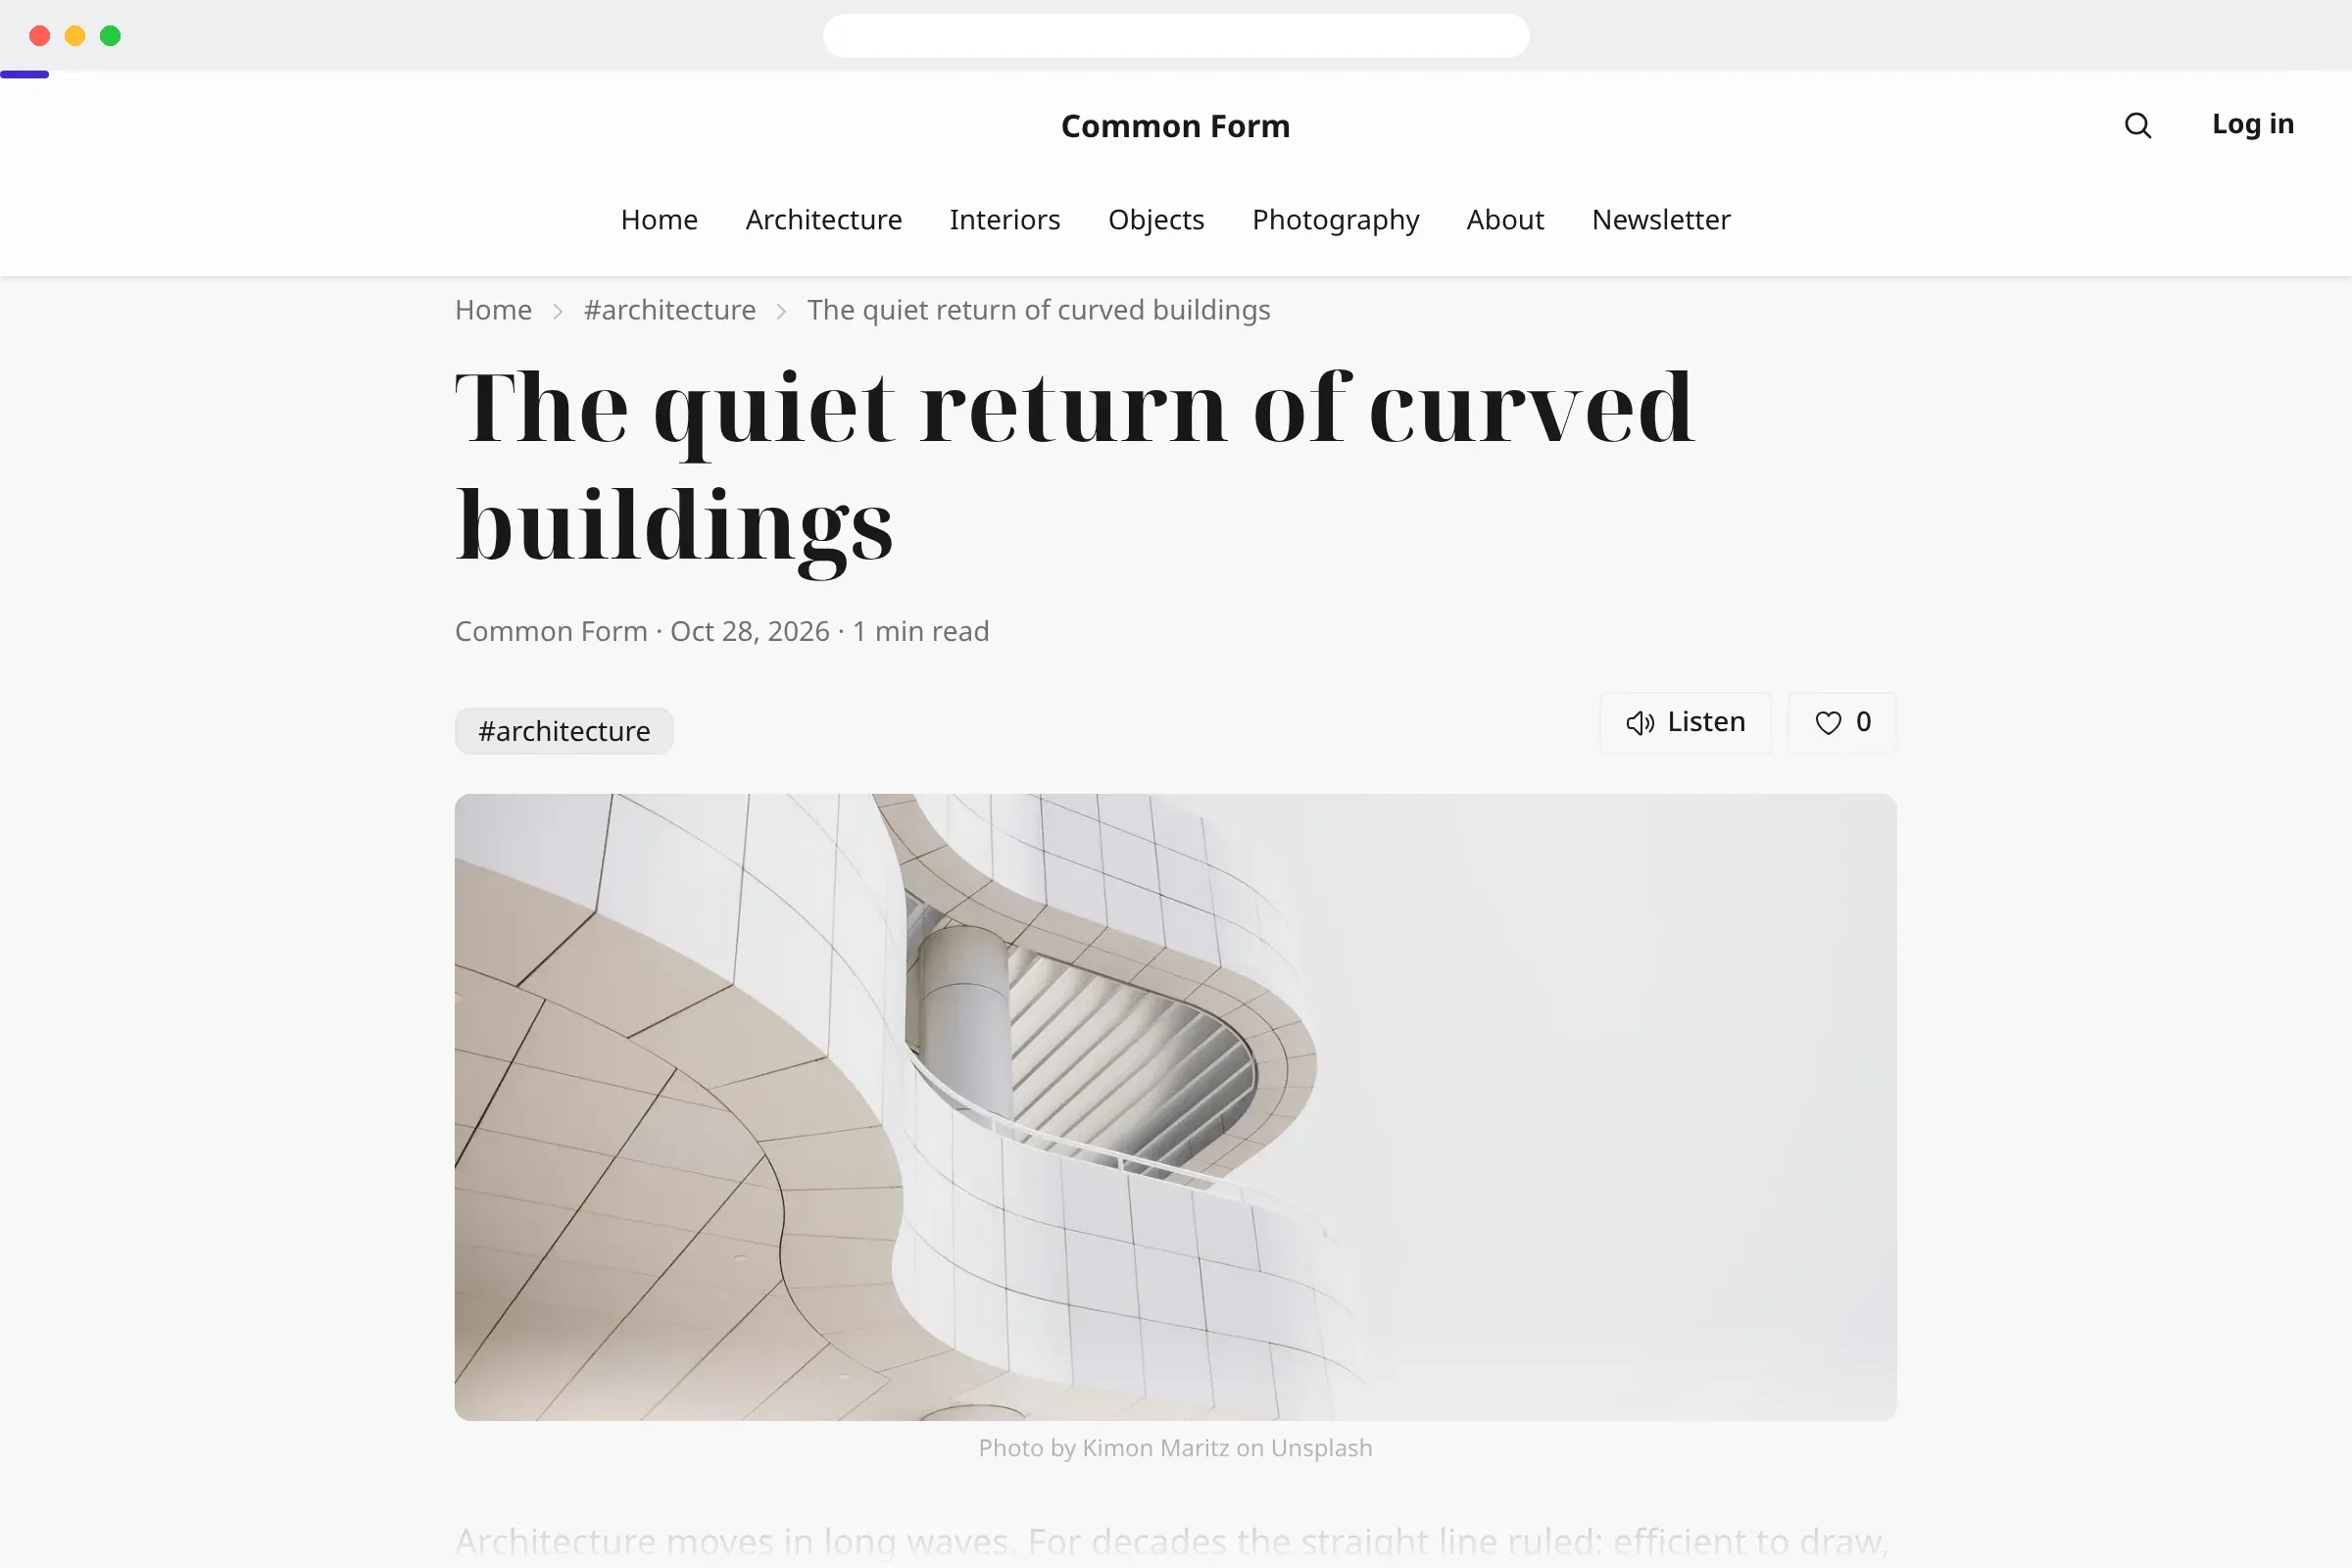 Common Form
Log in
Home Architecture Interiors Objects Photography About Newsletter
Home > #architecture > The quiet return of curved buildings
The quiet return of curved
buildings
Common Form · Oct 28, 2026 · 1 min read
#architecture
Listen
0
Photo by Kimon Maritz on Unsplash
Architecture moves in long waves. For decades the straight line ruled: efficient to draw,